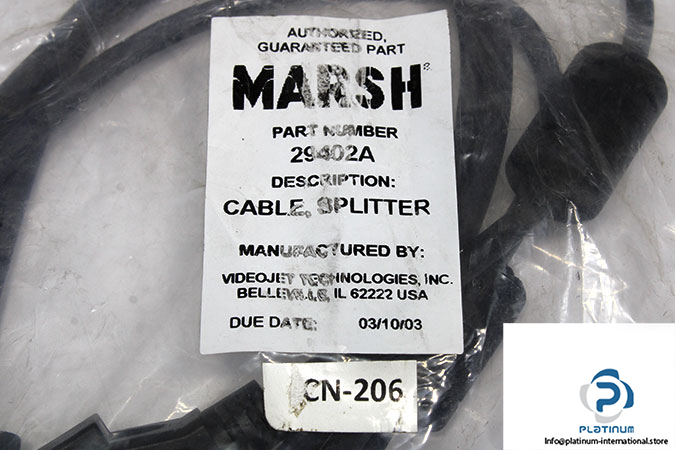 AUTHORIZED,
GUARANTEED PART
MARSH®
PART NUMBER
29402A
DESCRIPTION:
CABLE, SPLITTER
MANUFACTURED BY:
VIDEOJET TECHNOLOGIES, INC.
BELLEVILLE, IL 62222 USA
DUE DATE: 03/10/03
CN-206
PLATINUM
Info@platinum-international.store